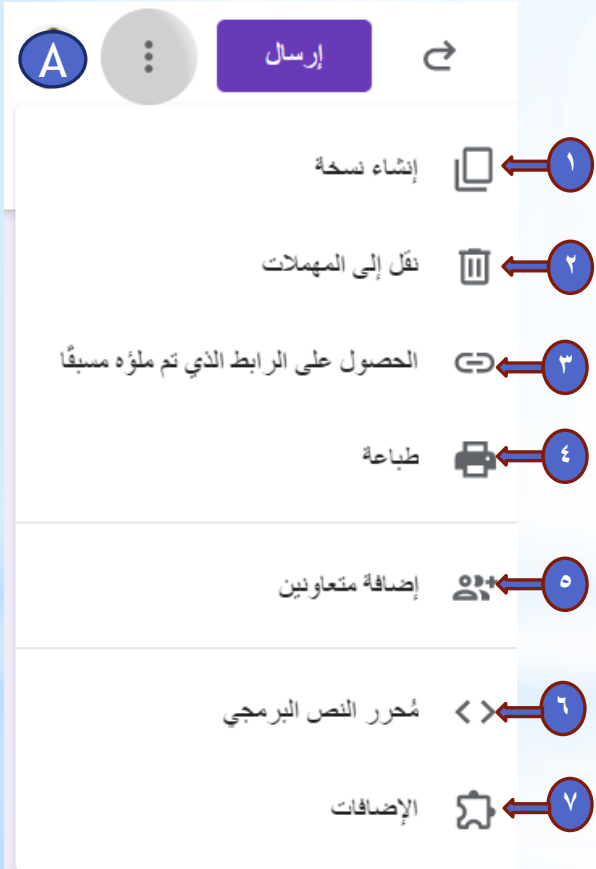 A
إرسال
إنشاء نسخة
١
نقل إلى المهملات
٢
الحصول على الرابط الذي تم ملؤه مسبقًا
٣
طباعة
٤
إضافة متعاونين
٥
مُحرر النص البرمجي
٦
الإضافات
٧